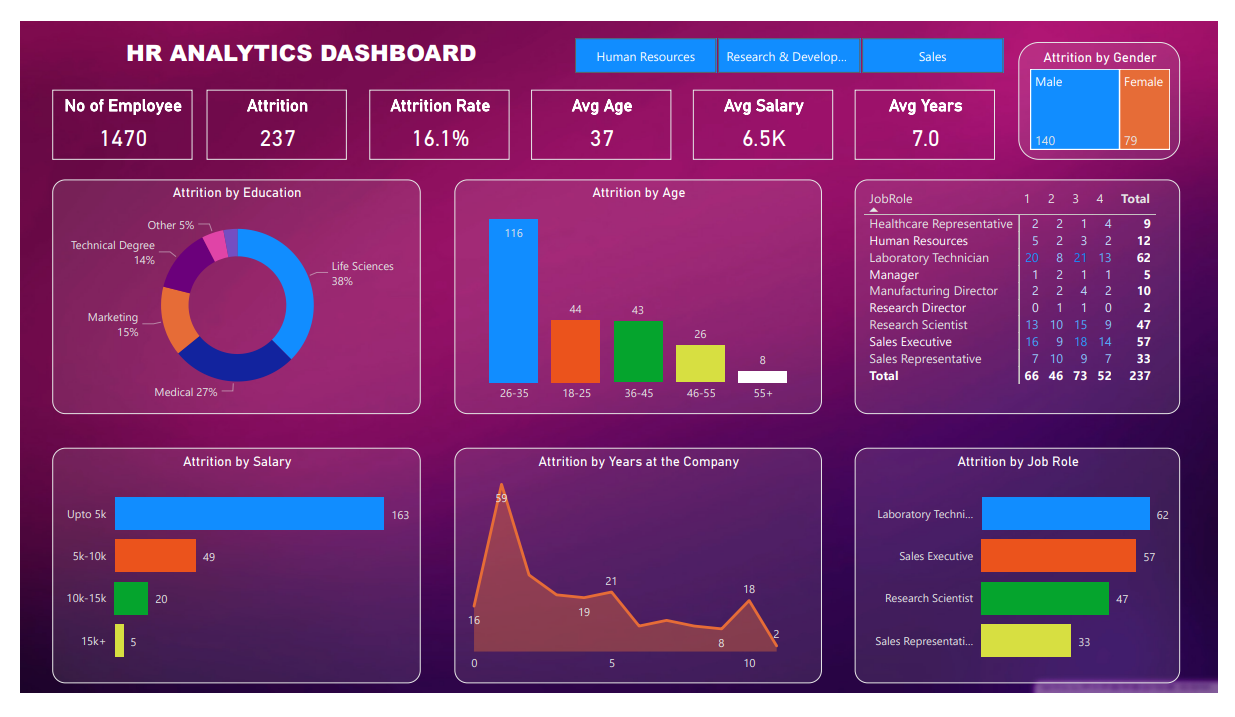 HR ANALYTICS DASHBOARD
Human Resources
Research & Develop...
Sales
Attrition by Gender
Male
Female
140
79
No of Employee
1470
Attrition
237
Attrition Rate
16.1%
Avg Age
37
Avg Salary
6.5K
Avg Years
7.0
Attrition by Education
Other 5%
Technical Degree
14%
Life Sciences
38%
Marketing
15%
Medical 27%
Attrition by Age
116
44
43
26
8
26-35 18-25 36-45 46-55 55+
JobRole 1 2 3 4 Total
Healthcare Representative 2 2 1 4 9
Human Resources 5 2 3 2 12
Laboratory Technician 20 8 21 13 62
Manager 1 2 1 1 5
Manufacturing Director 2 2 4 2 10
Research Director 0 1 1 0 2
Research Scientist 13 10 15 9 47
Sales Executive 16 9 18 14 57
Sales Representative 7 10 9 7 33
Total 66 46 73 52 237
Attrition by Salary
Upto 5k 163
5k-10k 49
10k-15k 20
15k+ 5
Attrition by Years at the Company
59
16
19
21
8
18
2
0 5 10
Attrition by Job Role
Laboratory Techni... 62
Sales Executive 57
Research Scientist 47
Sales Representati... 33